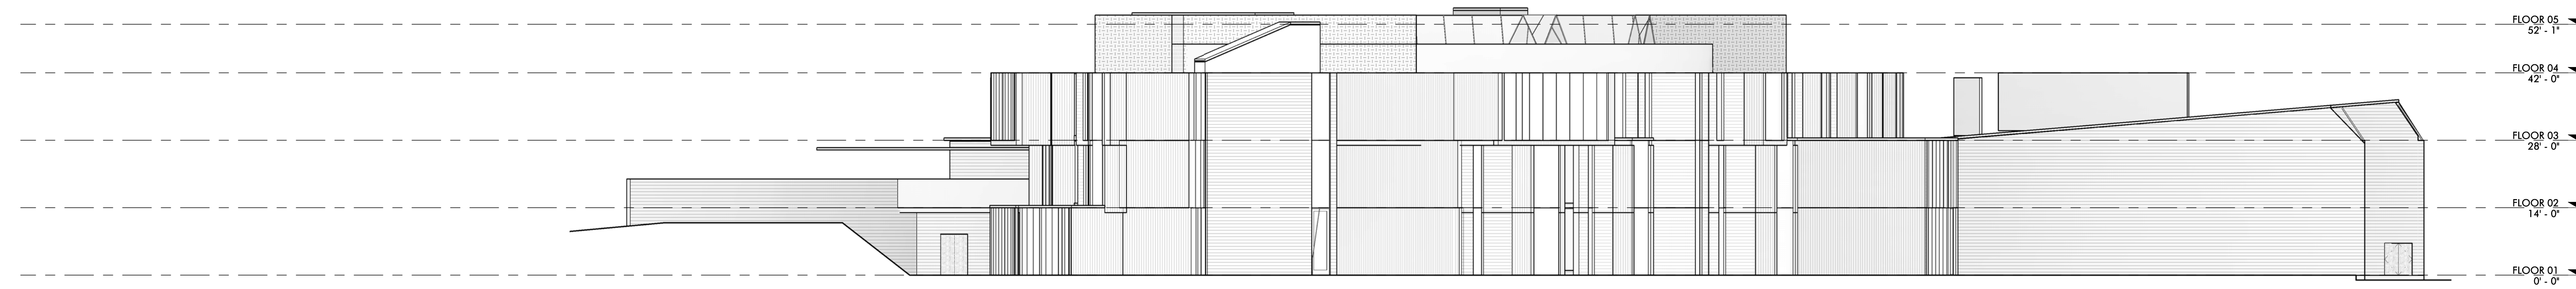 FLOOR 05
52' - 1"
FLOOR 04
42' - 0"
FLOOR 03
28' - 0"
FLOOR 02
14' - 0"
FLOOR 01
0' - 0"